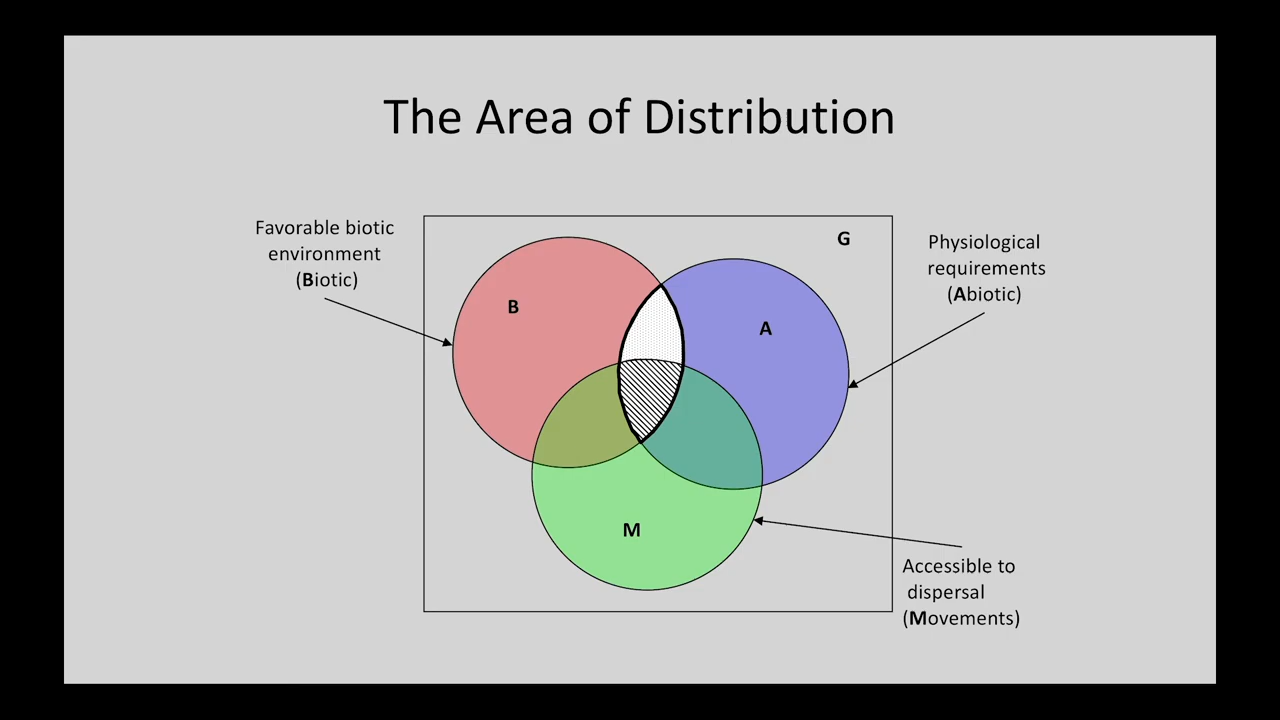 The Area of Distribution
Favorable biotic
environment
(Biotic)
G
Physiological
requirements
(Abiotic)
B
A
M
Accessible to
dispersal
(Movements)